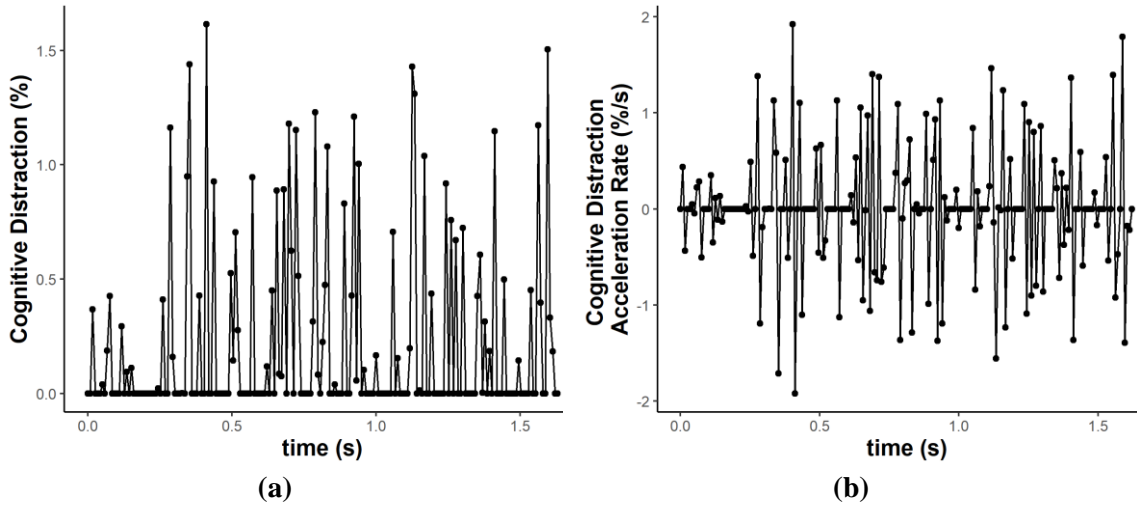 Cognitive Distraction (%)
1.5
1.0
0.5
0.0
0.0 0.5 1.0 1.5
time (s)
(a)
Cognitive Distraction
Acceleration Rate (%/s)
2
1
0
-1
-2
0.0 0.5 1.0 1.5
time (s)
(b)